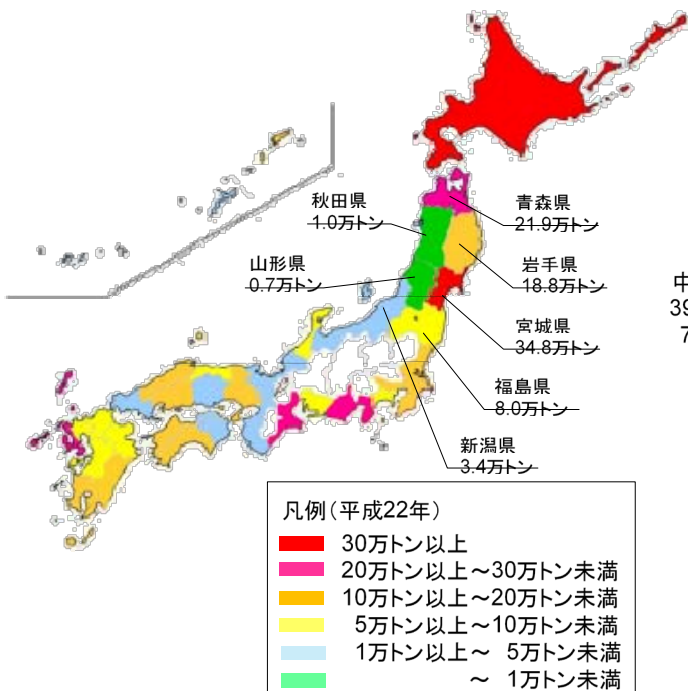 秋田県
1.0万トン
青森県
21.9万トン
山形県
0.7万トン
岩手県
18.8万トン
中
39
7
宮城県
34.8万トン
福島県
8.0万トン
新潟県
3.4万トン
凡例(平成22年)
30万トン以上
20万トン以上～30万トン未満
10万トン以上～20万トン未満
5万トン以上～10万トン未満
1万トン以上～ 5万トン未満
～ 1万トン未満